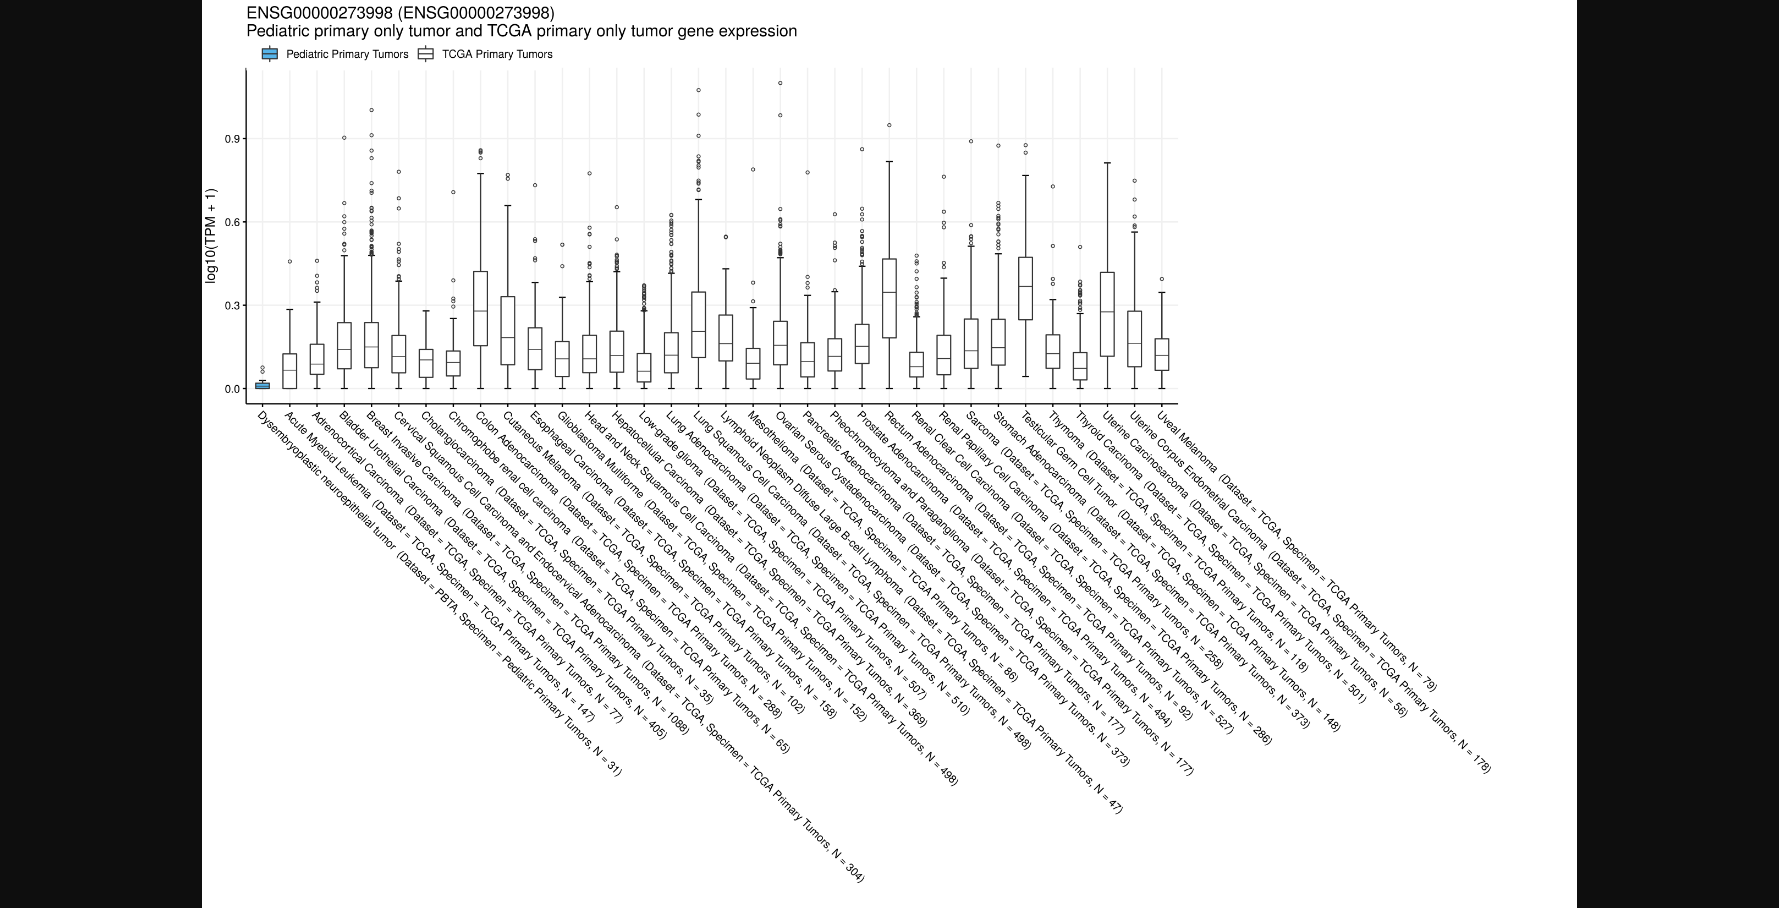 ENSG00000273998 (ENSG00000273998)
Pediatric primary only tumor and TCGA primary only tumor gene expression
Pediatric Primary Tumors
TCGA Primary Tumors
log10(TPM + 1)
0.9
0.6
0.3
0.0
Dysembryoplastic neuroepithelial tumor (Dataset = PBTA, Specimen = Pediatric Primary Tumors, N = 31)
Acute Myeloid Leukemia (Dataset = TCGA, Specimen = TCGA Primary Tumors, N = 147)
Adrenocortical Carcinoma (Dataset = TCGA, Specimen = TCGA Primary Tumors, N = 77)
Bladder Urothelial Carcinoma (Dataset = TCGA, Specimen = TCGA Primary Tumors, N = 405)
Breast Invasive Carcinoma (Dataset = TCGA, Specimen = TCGA Primary Tumors, N = 1088)
Cervical Squamous Cell Carcinoma and Endocervical Adenocarcinoma (Dataset = TCGA, Specimen = TCGA Primary Tumors, N = 304)
Cholangiocarcinoma (Dataset = TCGA, Specimen = TCGA Primary Tumors, N = 35)
Chromophobe renal cell carcinoma (Dataset = TCGA, Specimen = TCGA Primary Tumors, N = 65)
Colon Adenocarcinoma (Dataset = TCGA, Specimen = TCGA Primary Tumors, N = 288)
Cutaneous Melanoma (Dataset = TCGA, Specimen = TCGA Primary Tumors, N = 102)
Esophageal Carcinoma (Dataset = TCGA, Specimen = TCGA Primary Tumors, N = 158)
Glioblastoma Multiforme (Dataset = TCGA, Specimen = TCGA Primary Tumors, N = 152)
Head and Neck Squamous Cell Carcinoma (Dataset = TCGA, Specimen = TCGA Primary Tumors, N = 498)
Hepatocellular Carcinoma (Dataset = TCGA, Specimen = TCGA Primary Tumors, N = 369)
Low-grade glioma (Dataset = TCGA, Specimen = TCGA Primary Tumors, N = 507)
Lung Adenocarcinoma (Dataset = TCGA, Specimen = TCGA Primary Tumors, N = 510)
Lung Squamous Cell Carcinoma (Dataset = TCGA, Specimen = TCGA Primary Tumors, N = 498)
Lymphoid Neoplasm Diffuse Large B-cell Lymphoma (Dataset = TCGA, Specimen = TCGA Primary Tumors, N = 47)
Mesothelioma (Dataset = TCGA, Specimen = TCGA Primary Tumors, N = 86)
Ovarian Serous Cystadenocarcinoma (Dataset = TCGA, Specimen = TCGA Primary Tumors, N = 373)
Pancreatic Adenocarcinoma (Dataset = TCGA, Specimen = TCGA Primary Tumors, N = 177)
Pheochromocytoma and Paraganglioma (Dataset = TCGA, Specimen = TCGA Primary Tumors, N = 177)
Prostate Adenocarcinoma (Dataset = TCGA, Specimen = TCGA Primary Tumors, N = 494)
Rectum Adenocarcinoma (Dataset = TCGA, Specimen = TCGA Primary Tumors, N = 92)
Renal Clear Cell Carcinoma (Dataset = TCGA, Specimen = TCGA Primary Tumors, N = 527)
Renal Papillary Cell Carcinoma (Dataset = TCGA, Specimen = TCGA Primary Tumors, N = 286)
Sarcoma (Dataset = TCGA, Specimen = TCGA Primary Tumors, N = 258)
Stomach Adenocarcinoma (Dataset = TCGA, Specimen = TCGA Primary Tumors, N = 373)
Testicular Germ Cell Tumor (Dataset = TCGA, Specimen = TCGA Primary Tumors, N = 148)
Thymoma (Dataset = TCGA, Specimen = TCGA Primary Tumors, N = 118)
Thyroid Carcinoma (Dataset = TCGA, Specimen = TCGA Primary Tumors, N = 501)
Uterine Carcinosarcoma (Dataset = TCGA, Specimen = TCGA Primary Tumors, N = 56)
Uterine Corpus Endometrial Carcinoma (Dataset = TCGA, Specimen = TCGA Primary Tumors, N = 178)
Uveal Melanoma (Dataset = TCGA, Specimen = TCGA Primary Tumors, N = 79)